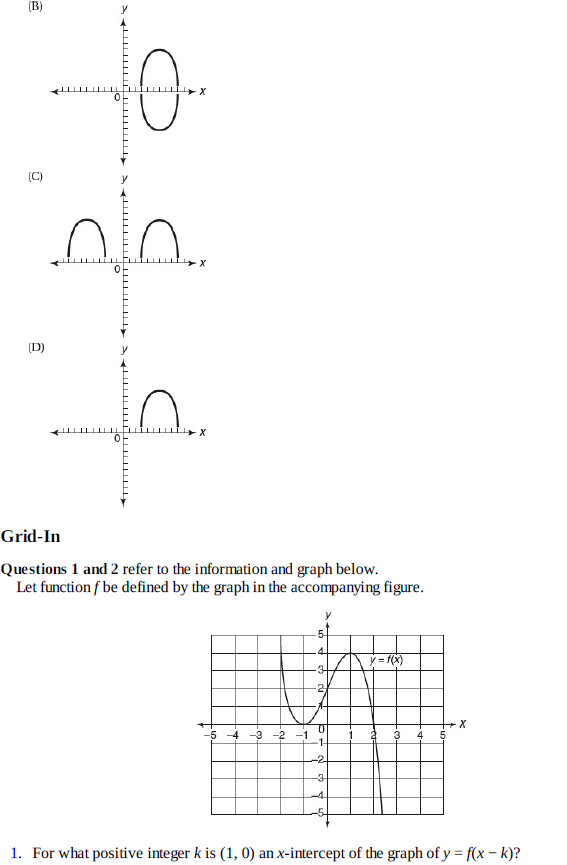 (B)
y
0
x
(C)
y
0
x
(D)
y
0
x
Grid-In
Questions 1 and 2 refer to the information and graph below.
Let function f be defined by the graph in the accompanying figure.
y
5
4
y = f(x)
3
2
1
0
x
–5 –4 –3 –2 –1 1 2 3 4 5
–1
–2
–3
–4
–5
1. For what positive integer k is (1, 0) an x-intercept of the graph of y = f(x − k)?